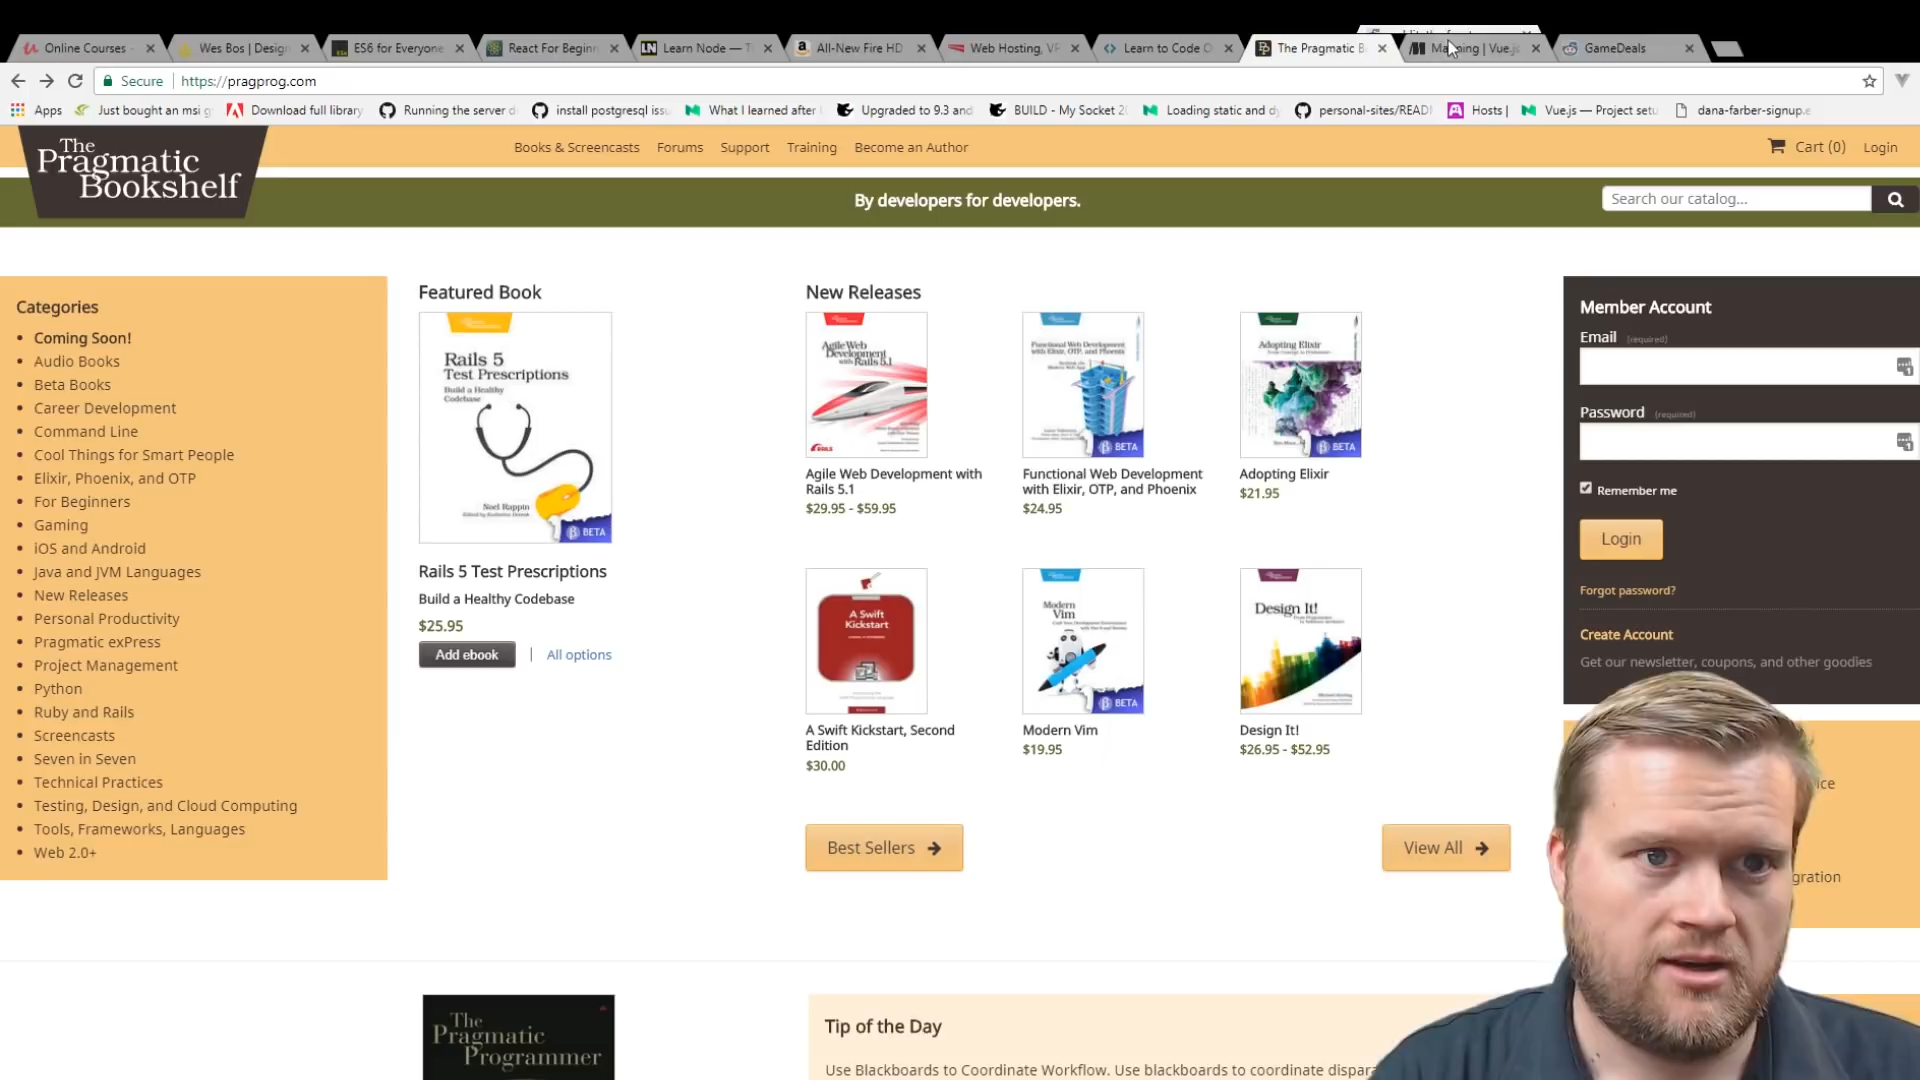 Online Courses -
Wes Bos | Design
ES6 for Everyone
React For Beginn
Learn Node — T
All-New Fire HD
Web Hosting, VP
Learn to Code O
The Pragmatic B
Vue.js
GameDeals
Secure
https://pragprog.com
Apps
Just bought an msi g
Download full library
Running the server d
install postgresql issu
What I learned after
Upgraded to 9.3 and
BUILD - My Socket 20
Loading static and dy
personal-sites/READ
Hosts |
Vue.js — Project setu
dana-farber-signup.e
The
Pragmatic
Bookshelf
Books & Screencasts
Forums
Support
Training
Become an Author
Cart (0)
Login
By developers for developers.
Search our catalog...
Categories
Coming Soon!
Audio Books
Beta Books
Career Development
Command Line
Cool Things for Smart People
Elixir, Phoenix, and OTP
For Beginners
Gaming
iOS and Android
Java and JVM Languages
New Releases
Personal Productivity
Pragmatic exPress
Project Management
Python
Ruby and Rails
Screencasts
Seven in Seven
Technical Practices
Testing, Design, and Cloud Computing
Tools, Frameworks, Languages
Web 2.0+
Featured Book
Rails 5
Test Prescriptions
Build a Healthy
Codebase
Noel Rappin
BETA
Rails 5 Test Prescriptions
Build a Healthy Codebase
$25.95
Add ebook
|
All options
New Releases
Agile Web
Development
with Rails 5.1
RAILS
Agile Web Development with
Rails 5.1
$29.95 - $59.95
Functional Web Development
with Elixir, OTP, and Phoenix
BETA
Functional Web Development
with Elixir, OTP, and Phoenix
$24.95
Adopting Elixir
BETA
Adopting Elixir
$21.95
A Swift
Kickstart
A Swift Kickstart, Second
Edition
$30.00
Modern
Vim
BETA
Modern Vim
$19.95
Design It!
Design It!
$26.95 - $52.95
Best Sellers
View All
Member Account
Email (required)
Password (required)
Remember me
Login
Forgot password?
Create Account
Get our newsletter, coupons, and other goodies
ice
gration
The
Pragmatic
Programmer
Tip of the Day
Use Blackboards to Coordinate Workflow. Use blackboards to coordinate dispara